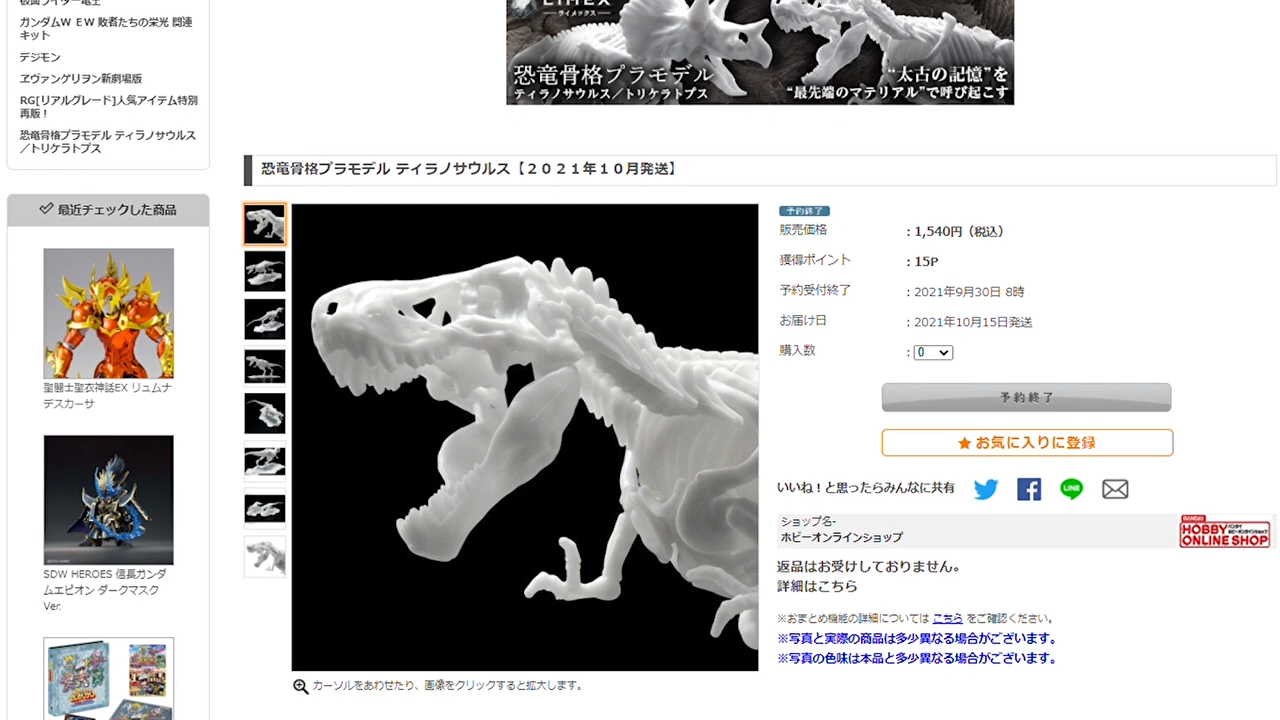 仮面ライダー電王
ガンダムW EW 敗者たちの栄光 関連
キット
デジモン
ヱヴァンゲリヲン新劇場版
RG[リアルグレード]人気アイテム特別
再販！
恐竜骨格プラモデル ティラノサウルス
／トリケラトプス
最近チェックした商品
聖闘士聖衣神話EX リュムナ
デスカーサ
SDW HEROES 信長ガンダ
ムエピオン ダークマスク
Ver.
LIMEX
ーライメックスー
恐竜骨格プラモデル
ティラノサウルス／トリケラトプス
“太古の記憶”を
“最先端のマテリアル”で呼び起こす
恐竜骨格プラモデル ティラノサウルス【２０２１年１０月発送】
カーソルをあわせたり、画像をクリックすると拡大します。
予約終了
販売価格 : 1,540円（税込）
獲得ポイント : 15P
予約受付終了 : 2021年9月30日 8時
お届け日 : 2021年10月15日発送
購入数 : 0
予約終了
★お気に入りに登録
いいね！と思ったらみんなに共有
LINE
ショップ名-
ホビーオンラインショップ
BANDAI
HOBBY
ONLINE SHOP
返品はお受けしておりません。
詳細はこちら
※おまとめ機能の詳細については こちら をご確認ください。
※写真と実際の商品は多少異なる場合がございます。
※写真の色味は本品と多少異なる場合がございます。